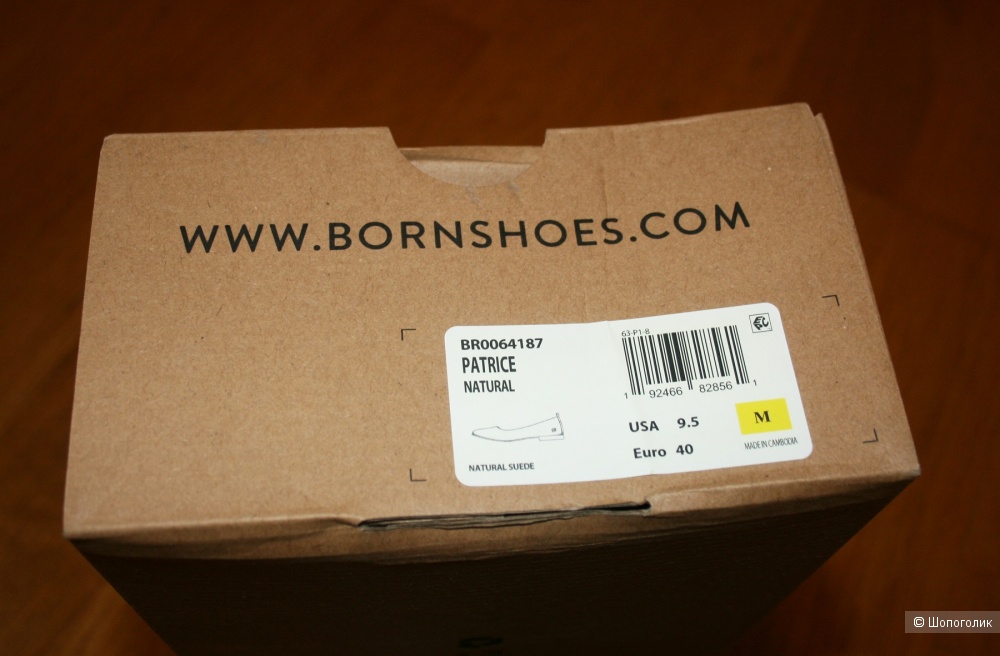 WWW.BORNSHOES.COM
BR0064187
PATRICE
NATURAL
NATURAL SUEDE
63-P1-8
1 92466 82856 1
USA 9.5
Euro 40
M
MADE IN CAMBODIA
© Шопоголик